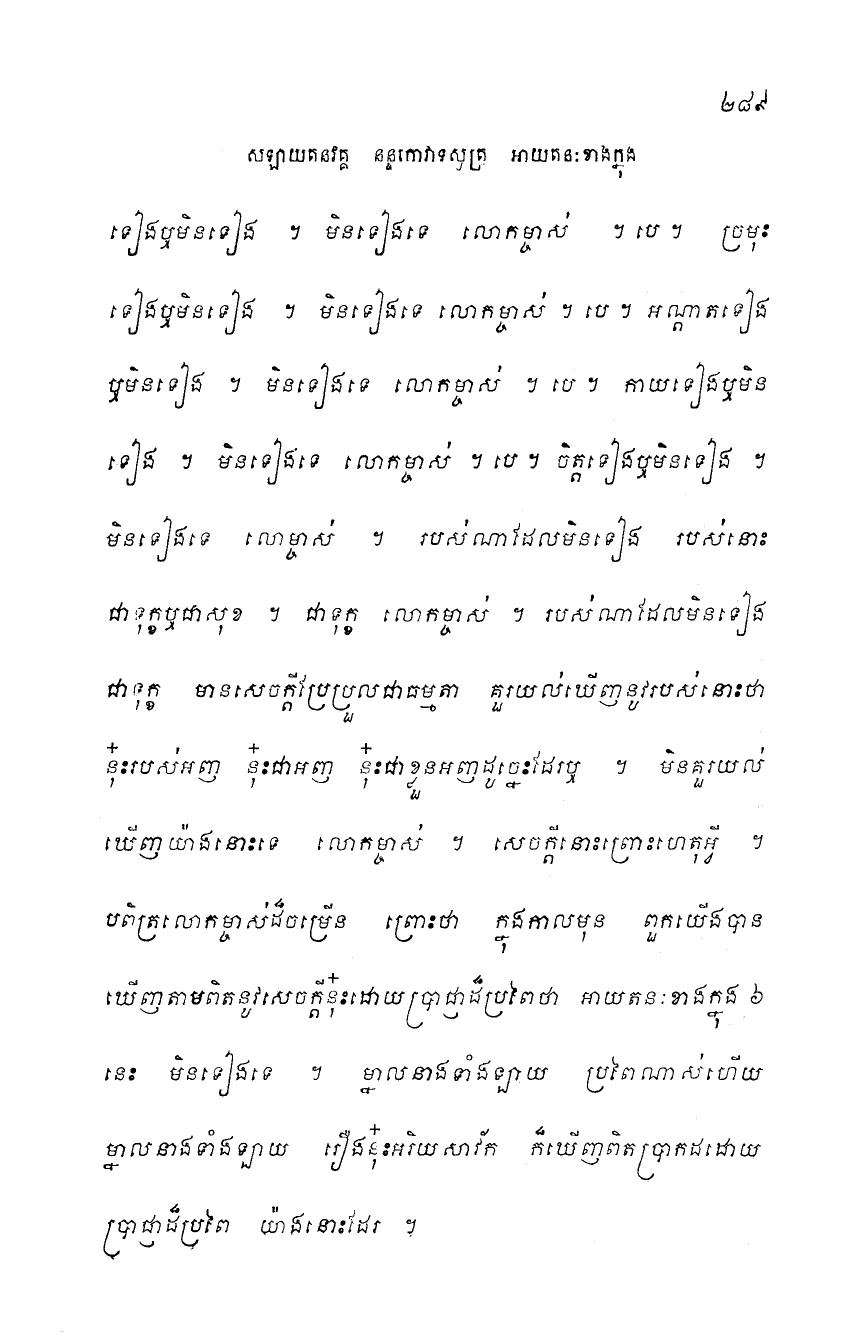 ២៨៩
សឡាយតនវគ្គ នន្ទកោវាទសូត្រ អាយតនៈខាងក្នុង
ទៀងឬមិនទៀង ។ មិនទៀងទេ លោកម្ចាស់ ។ បេ ។ ច្រមុះ
ទៀងឬមិនទៀង ។ មិនទៀងទេ លោកម្ចាស់ ។ បេ ។ អណ្តាតទៀង
ឬមិនទៀង ។ មិនទៀងទេ លោកម្ចាស់ ។ បេ ។ កាយទៀងឬមិន
ទៀង ។ មិនទៀងទេ លោកម្ចាស់ ។ បេ ។ ចិត្តទៀងឬមិនទៀង ។
មិនទៀងទេ លោម្ចាស់ ។ របស់ណាដែលមិនទៀង របស់នោះ
ជាទុក្ខឬជាសុខ ។ ជាទុក្ខ លោកម្ចាស់ ។ របស់ណាដែលមិនទៀង
ជាទុក្ខ មានសេចក្តីប្រែប្រួលជាធម្មតា គួរយល់ឃើញនូវរបស់នោះថា
នុ៎ះរបស់អញ នុ៎ះជាអញ នុ៎ះជាខ្លួនអញដូច្នេះដែរឬ ។ មិនគួរយល់
ឃើញយ៉ាងនោះទេ លោកម្ចាស់ ។ សេចក្តីនោះព្រោះហេតុអ្វី ។
បពិត្រលោកម្ចាស់ដ៏ចម្រើន ព្រោះថា ក្នុងកាលមុន ពួកយើងបាន
ឃើញតាមពិតនូវសេចក្តីនុ៎ះដោយប្រាជ្ញាដ៏ប្រពៃថា អាយតនៈខាងក្នុង ៦
នេះ មិនទៀងទេ ។ ម្នាលនាងទាំងឡាយ ប្រពៃណាស់ហើយ
ម្នាលនាងទាំងឡាយ រឿងនុ៎ះអរិយសាវ័ក ក៏ឃើញពិតប្រាកដដោយ
ប្រាជ្ញាដ៏ប្រពៃ យ៉ាងនោះដែរ ។